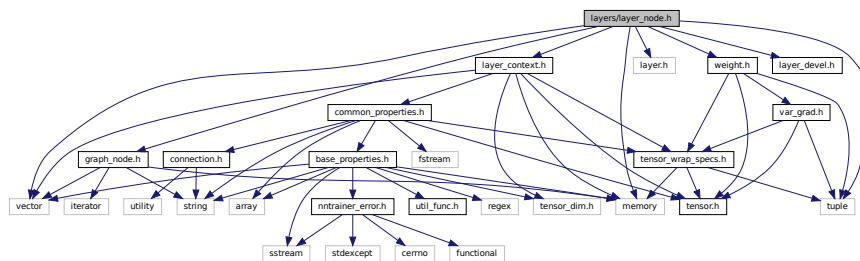 layers/layer_node.h
layer_context.h
layer.h
weight.h
layer_devel.h
common_properties.h
var_grad.h
graph_node.h
connection.h
base_properties.h
fstream
tensor_wrap_specs.h
vector
iterator
utility
string
array
nntrainer_error.h
util_func.h
regex
tensor_dim.h
memory
tensor.h
tuple
sstream
stdexcept
cerrno
functional